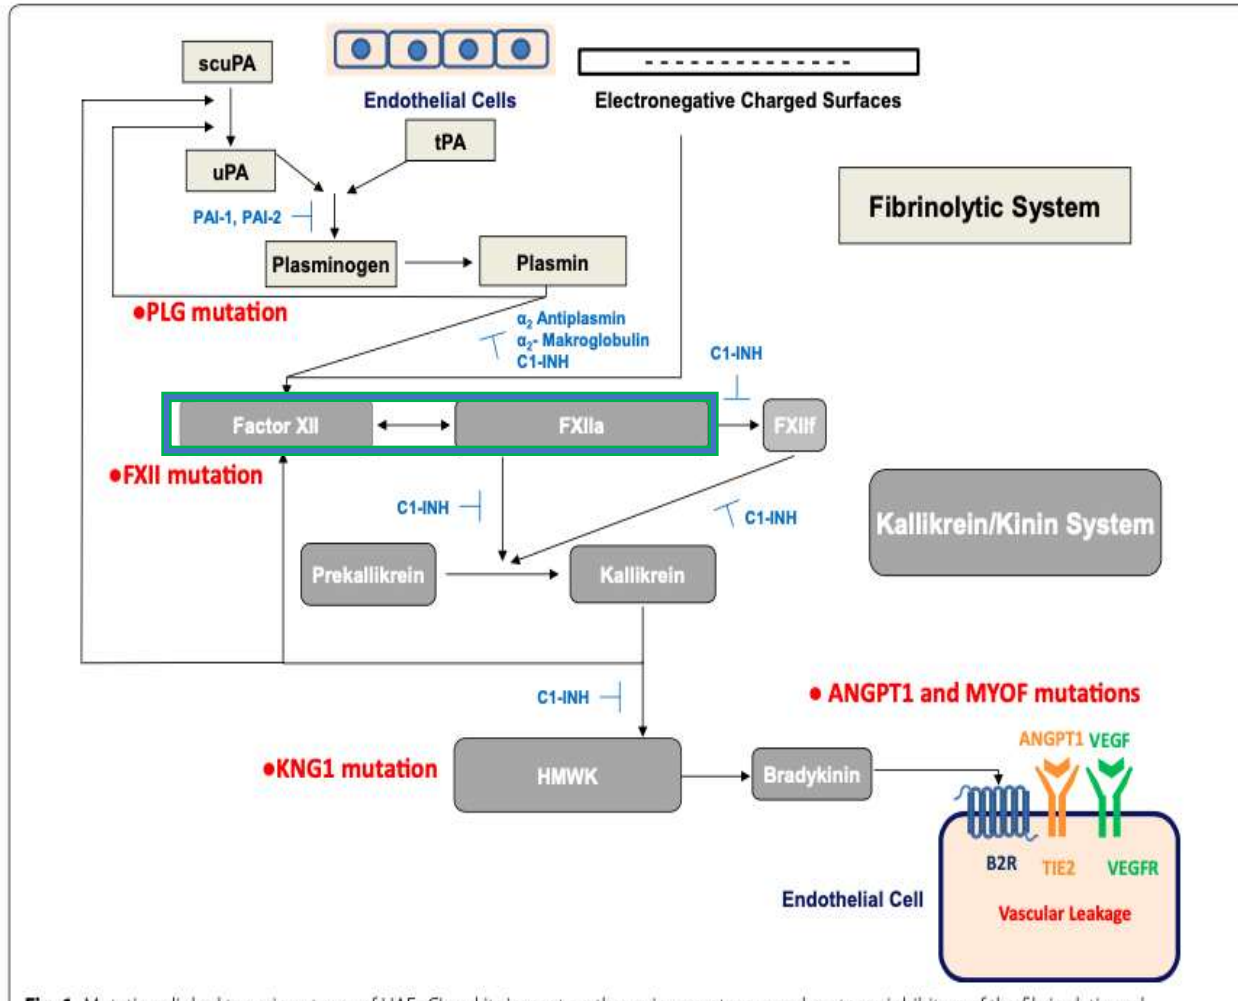 scuPA
Endothelial Cells
Electronegative Charged Surfaces
tPA
uPA
PAI-1, PAI-2
Fibrinolytic System
Plasminogen
Plasmin
●PLG mutation
α2 Antiplasmin
α2- Makroglobulin
C1-INH
C1-INH
Factor XII
FXIIa
FXIIf
●FXII mutation
C1-INH
C1-INH
Kallikrein/Kinin System
Prekallikrein
Kallikrein
C1-INH
● ANGPT1 and MYOF mutations
ANGPT1
VEGF
●KNG1 mutation
HMWK
Bradykinin
B2R
TIE2
VEGFR
Endothelial Cell
Vascular Leakage